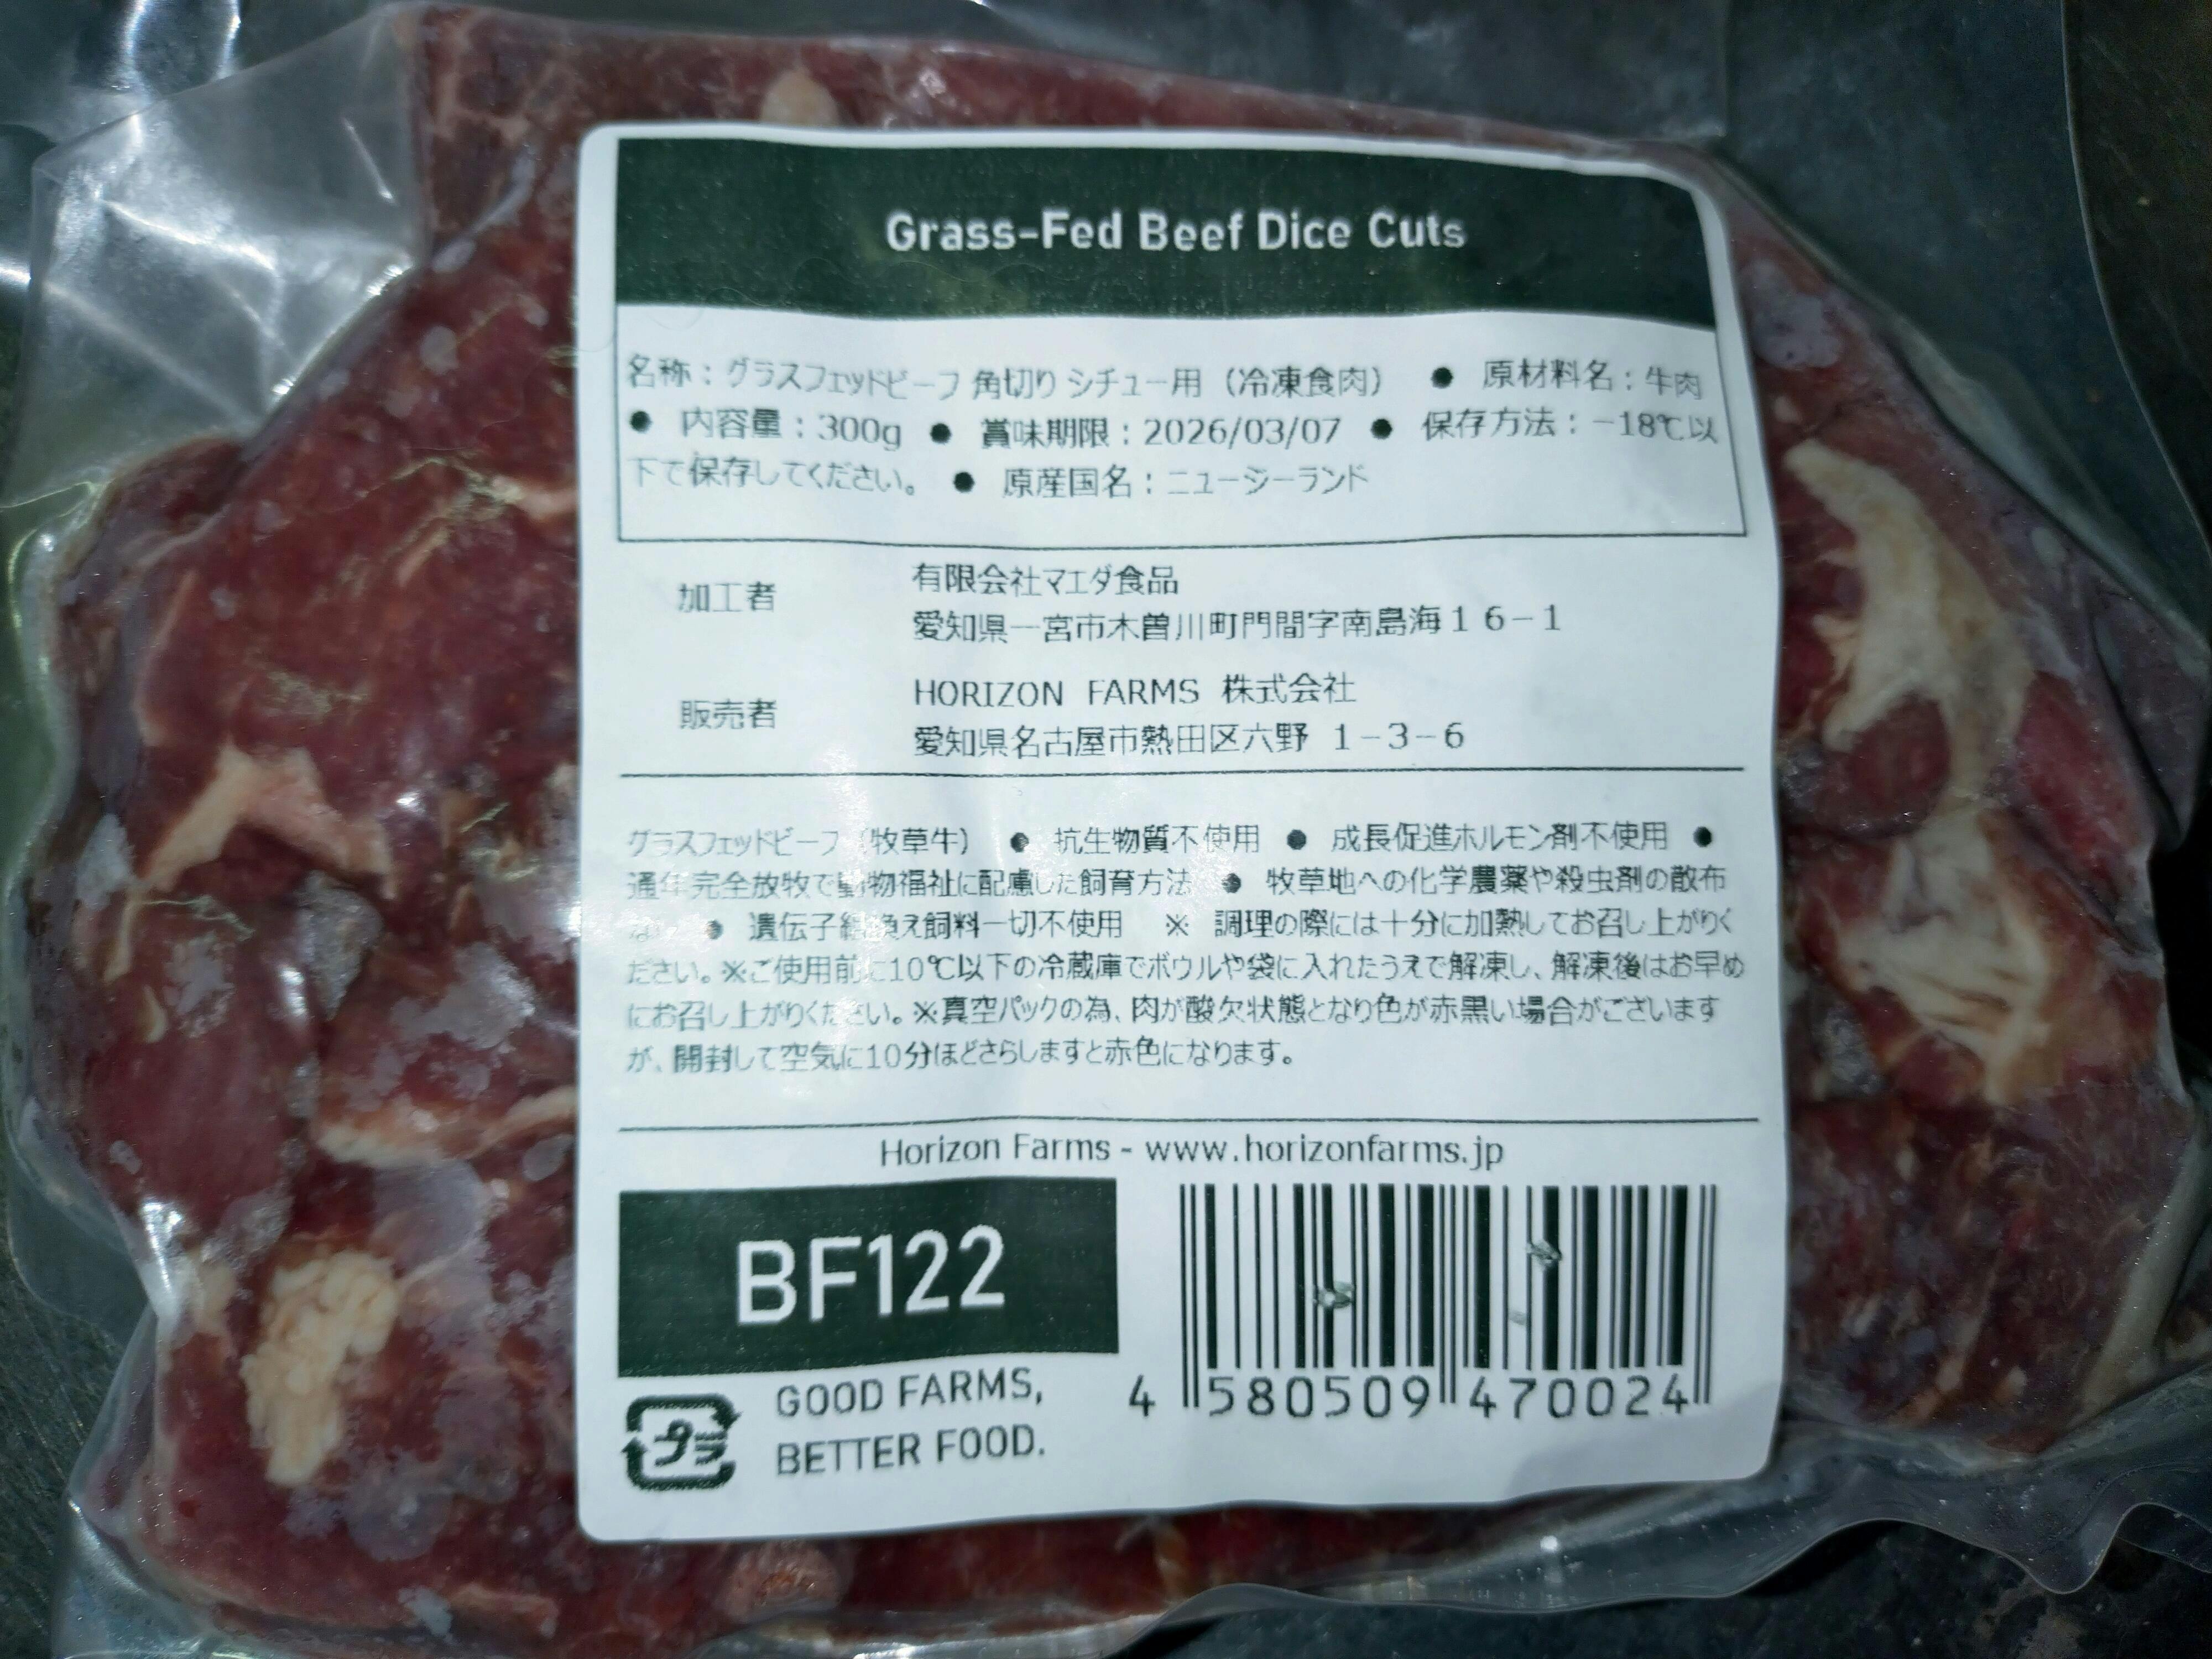 Grass-Fed Beef Dice Cuts
名称：グラスフェッドビーフ 角切り シチュー用 （冷凍食肉） ● 原材料名：牛肉
● 内容量：300g ● 賞味期限：2026/03/07 ● 保存方法：−18℃以
下で保存してください。 ● 原産国名：ニュージーランド
加工者
有限会社マエダ食品
愛知県一宮市木曽川町門間字南島海１６−１
販売者
HORIZON FARMS 株式会社
愛知県名古屋市熱田区六野 １−３−６
グラスフェッドビーフ（牧草牛） ● 抗生物質不使用 ● 成長促進ホルモン剤不使用 ●
通年完全放牧で動物福祉に配慮した飼育方法 ● 牧草地への化学農薬や殺虫剤の散布
なし ● 遺伝子組換え飼料一切不使用 ※ 調理の際には十分に加熱してお召し上がりく
ださい。※ご使用前に10℃以下の冷蔵庫でボウルや袋に入れたうえで解凍し、解凍後はお早め
にお召し上がりください。※真空パックの為、肉が酸欠状態となり色が赤黒い場合がございます
が、開封して空気に10分ほどさらしますと赤色になります。
Horizon Farms - www.horizonfarms.jp
BF122
プラ
GOOD FARMS,
BETTER FOOD.
4 580509 470024